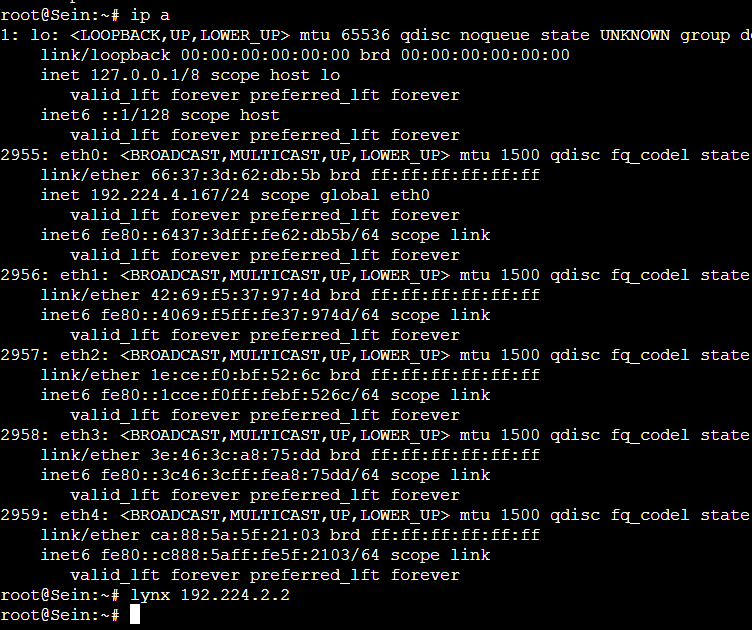 root@Sein:~# ip a
1: lo: <LOOPBACK,UP,LOWER_UP> mtu 65536 qdisc noqueue state UNKNOWN group de
link/loopback 00:00:00:00:00:00 brd 00:00:00:00:00:00
inet 127.0.0.1/8 scope host lo
valid_lft forever preferred_lft forever
inet6 ::1/128 scope host
valid_lft forever preferred_lft forever
2955: eth0: <BROADCAST,MULTICAST,UP,LOWER_UP> mtu 1500 qdisc fq_codel state
link/ether 66:37:3d:62:db:5b brd ff:ff:ff:ff:ff:ff
inet 192.224.4.167/24 scope global eth0
valid_lft forever preferred_lft forever
inet6 fe80::6437:3dff:fe62:db5b/64 scope link
valid_lft forever preferred_lft forever
2956: eth1: <BROADCAST,MULTICAST,UP,LOWER_UP> mtu 1500 qdisc fq_codel state
link/ether 42:69:f5:37:97:4d brd ff:ff:ff:ff:ff:ff
inet6 fe80::4069:f5ff:fe37:974d/64 scope link
valid_lft forever preferred_lft forever
2957: eth2: <BROADCAST,MULTICAST,UP,LOWER_UP> mtu 1500 qdisc fq_codel state
link/ether 1e:ce:f0:bf:52:6c brd ff:ff:ff:ff:ff:ff
inet6 fe80::1cce:f0ff:febf:526c/64 scope link
valid_lft forever preferred_lft forever
2958: eth3: <BROADCAST,MULTICAST,UP,LOWER_UP> mtu 1500 qdisc fq_codel state
link/ether 3e:46:3c:a8:75:dd brd ff:ff:ff:ff:ff:ff
inet6 fe80::3c46:3cff:fea8:75dd/64 scope link
valid_lft forever preferred_lft forever
2959: eth4: <BROADCAST,MULTICAST,UP,LOWER_UP> mtu 1500 qdisc fq_codel state
link/ether ca:88:5a:5f:21:03 brd ff:ff:ff:ff:ff:ff
inet6 fe80::c888:5aff:fe5f:2103/64 scope link
valid_lft forever preferred_lft forever
root@Sein:~# lynx 192.224.2.2
root@Sein:~#